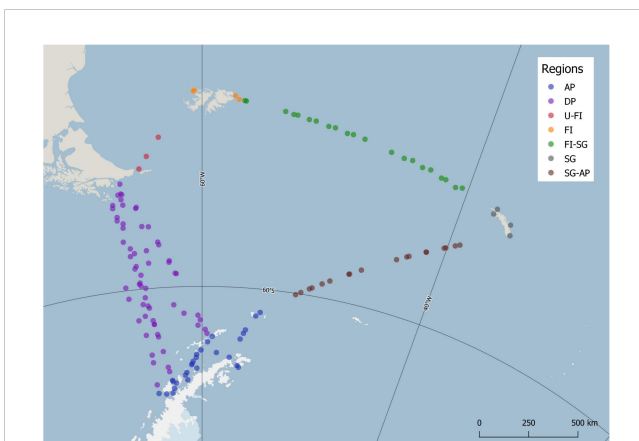 Regions
AP
DP
U-FI
FI
FI-SG
SG
SG-AP
60°W
60°S
40°W
0 250 500 km